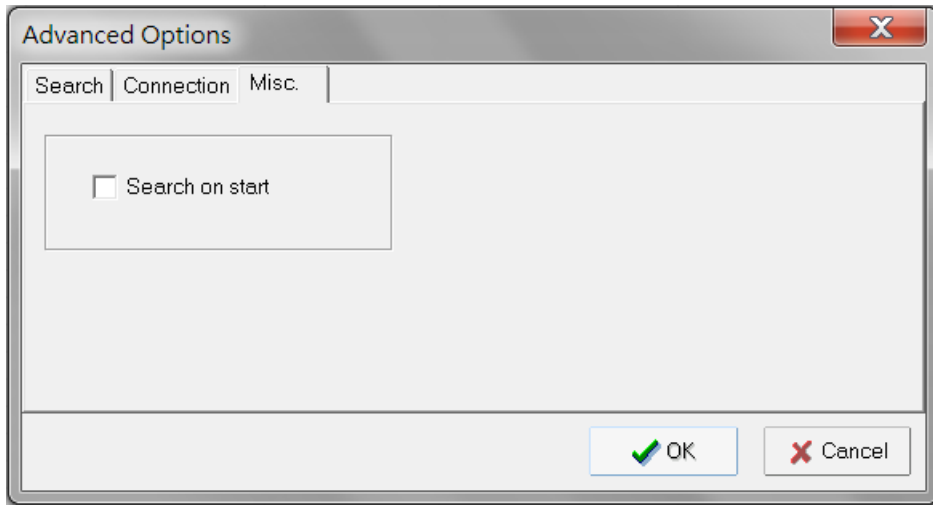 Advanced Options
Search Connection Misc.
Search on start
OK Cancel